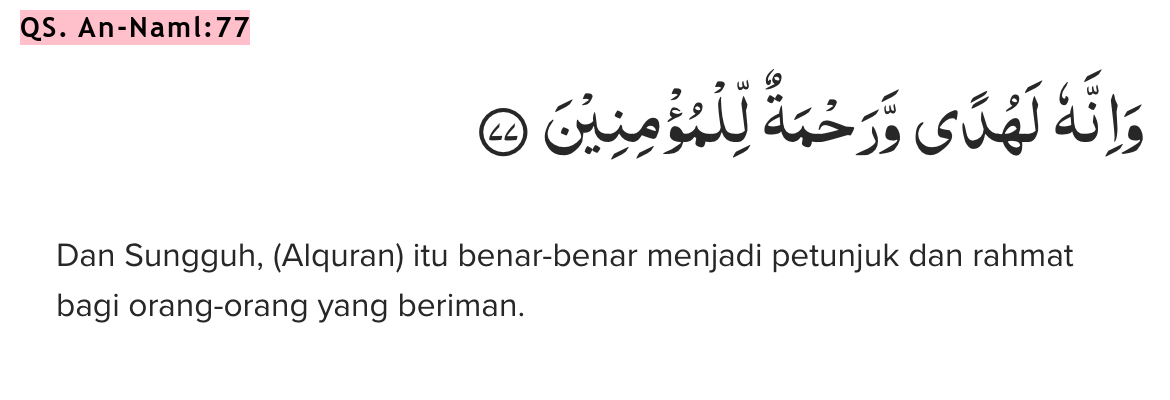 QS. An-Naml:77
وَاِنَّهٗ لَهُدًى وَّرَحْمَةٌ لِّلْمُؤْمِنِيْنَ ٧٧
Dan Sungguh, (Alquran) itu benar-benar menjadi petunjuk dan rahmat
bagi orang-orang yang beriman.